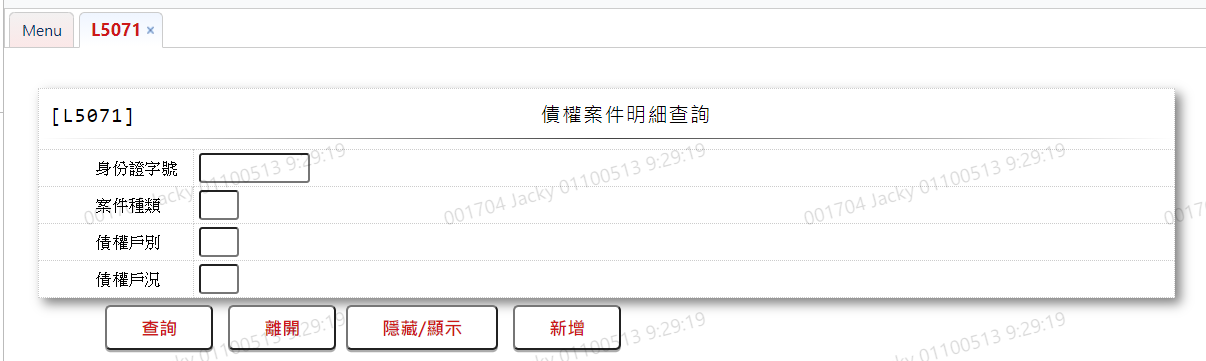 Menu L5071 ×
[L5071] 債權案件明細查詢
身份證字號
案件種類
債權戶別
債權戶況
查詢 離開 隱藏/顯示 新增
001704 Jacky 01100513 9:29:19
001704 Jacky 01100513 9:29:19
001704 Jacky 01100513 9:29:19